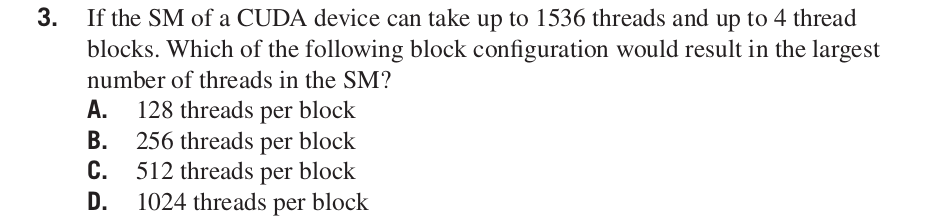 3. If the SM of a CUDA device can take up to 1536 threads and up to 4 thread
blocks. Which of the following block configuration would result in the largest
number of threads in the SM?
A. 128 threads per block
B. 256 threads per block
C. 512 threads per block
D. 1024 threads per block